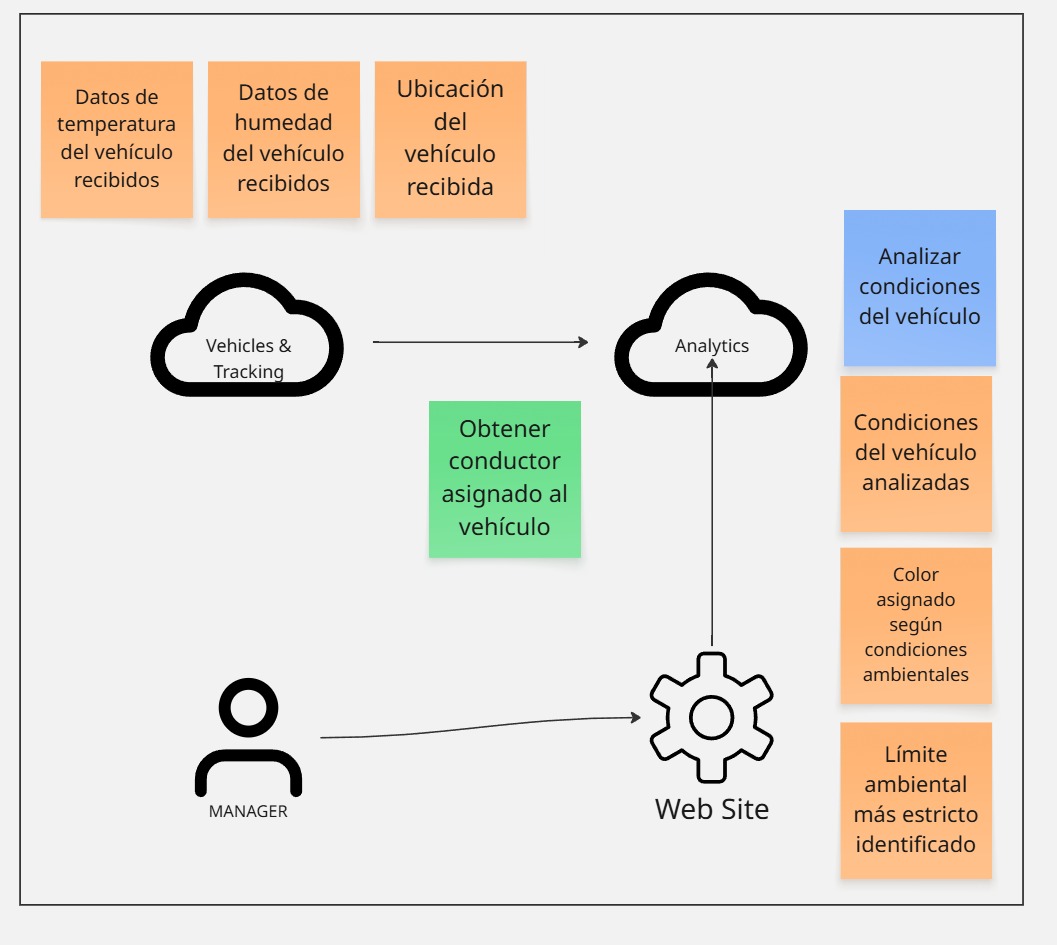 Datos de
temperatura
del vehículo
recibidos
Datos de
humedad
del vehículo
recibidos
Ubicación
del
vehículo
recibida
Analizar
condiciones
del vehículo
Vehicles &
Tracking
Analytics
Condiciones
del vehículo
analizadas
Obtener
conductor
asignado al
vehículo
Color
asignado
según
condiciones
ambientales
Límite
ambiental
más estricto
identificado
MANAGER
Web Site